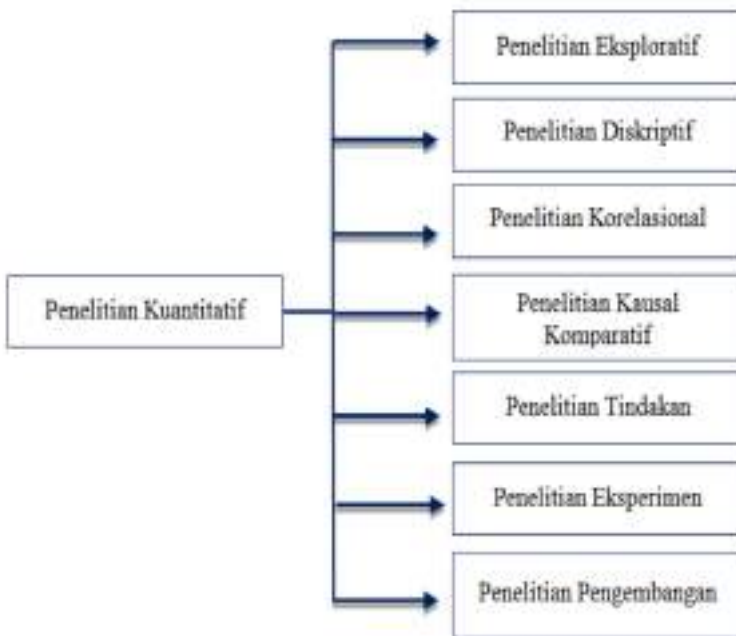 Penelitian Eksploratif
Penelitian Diskriptif
Penelitian Korelasional
Penelitian Kuantitatif
Penelitian Kausal
Komparatif
Penelitian Tindakan
Penelitian Eksperimen
Penelitian Pengembangan